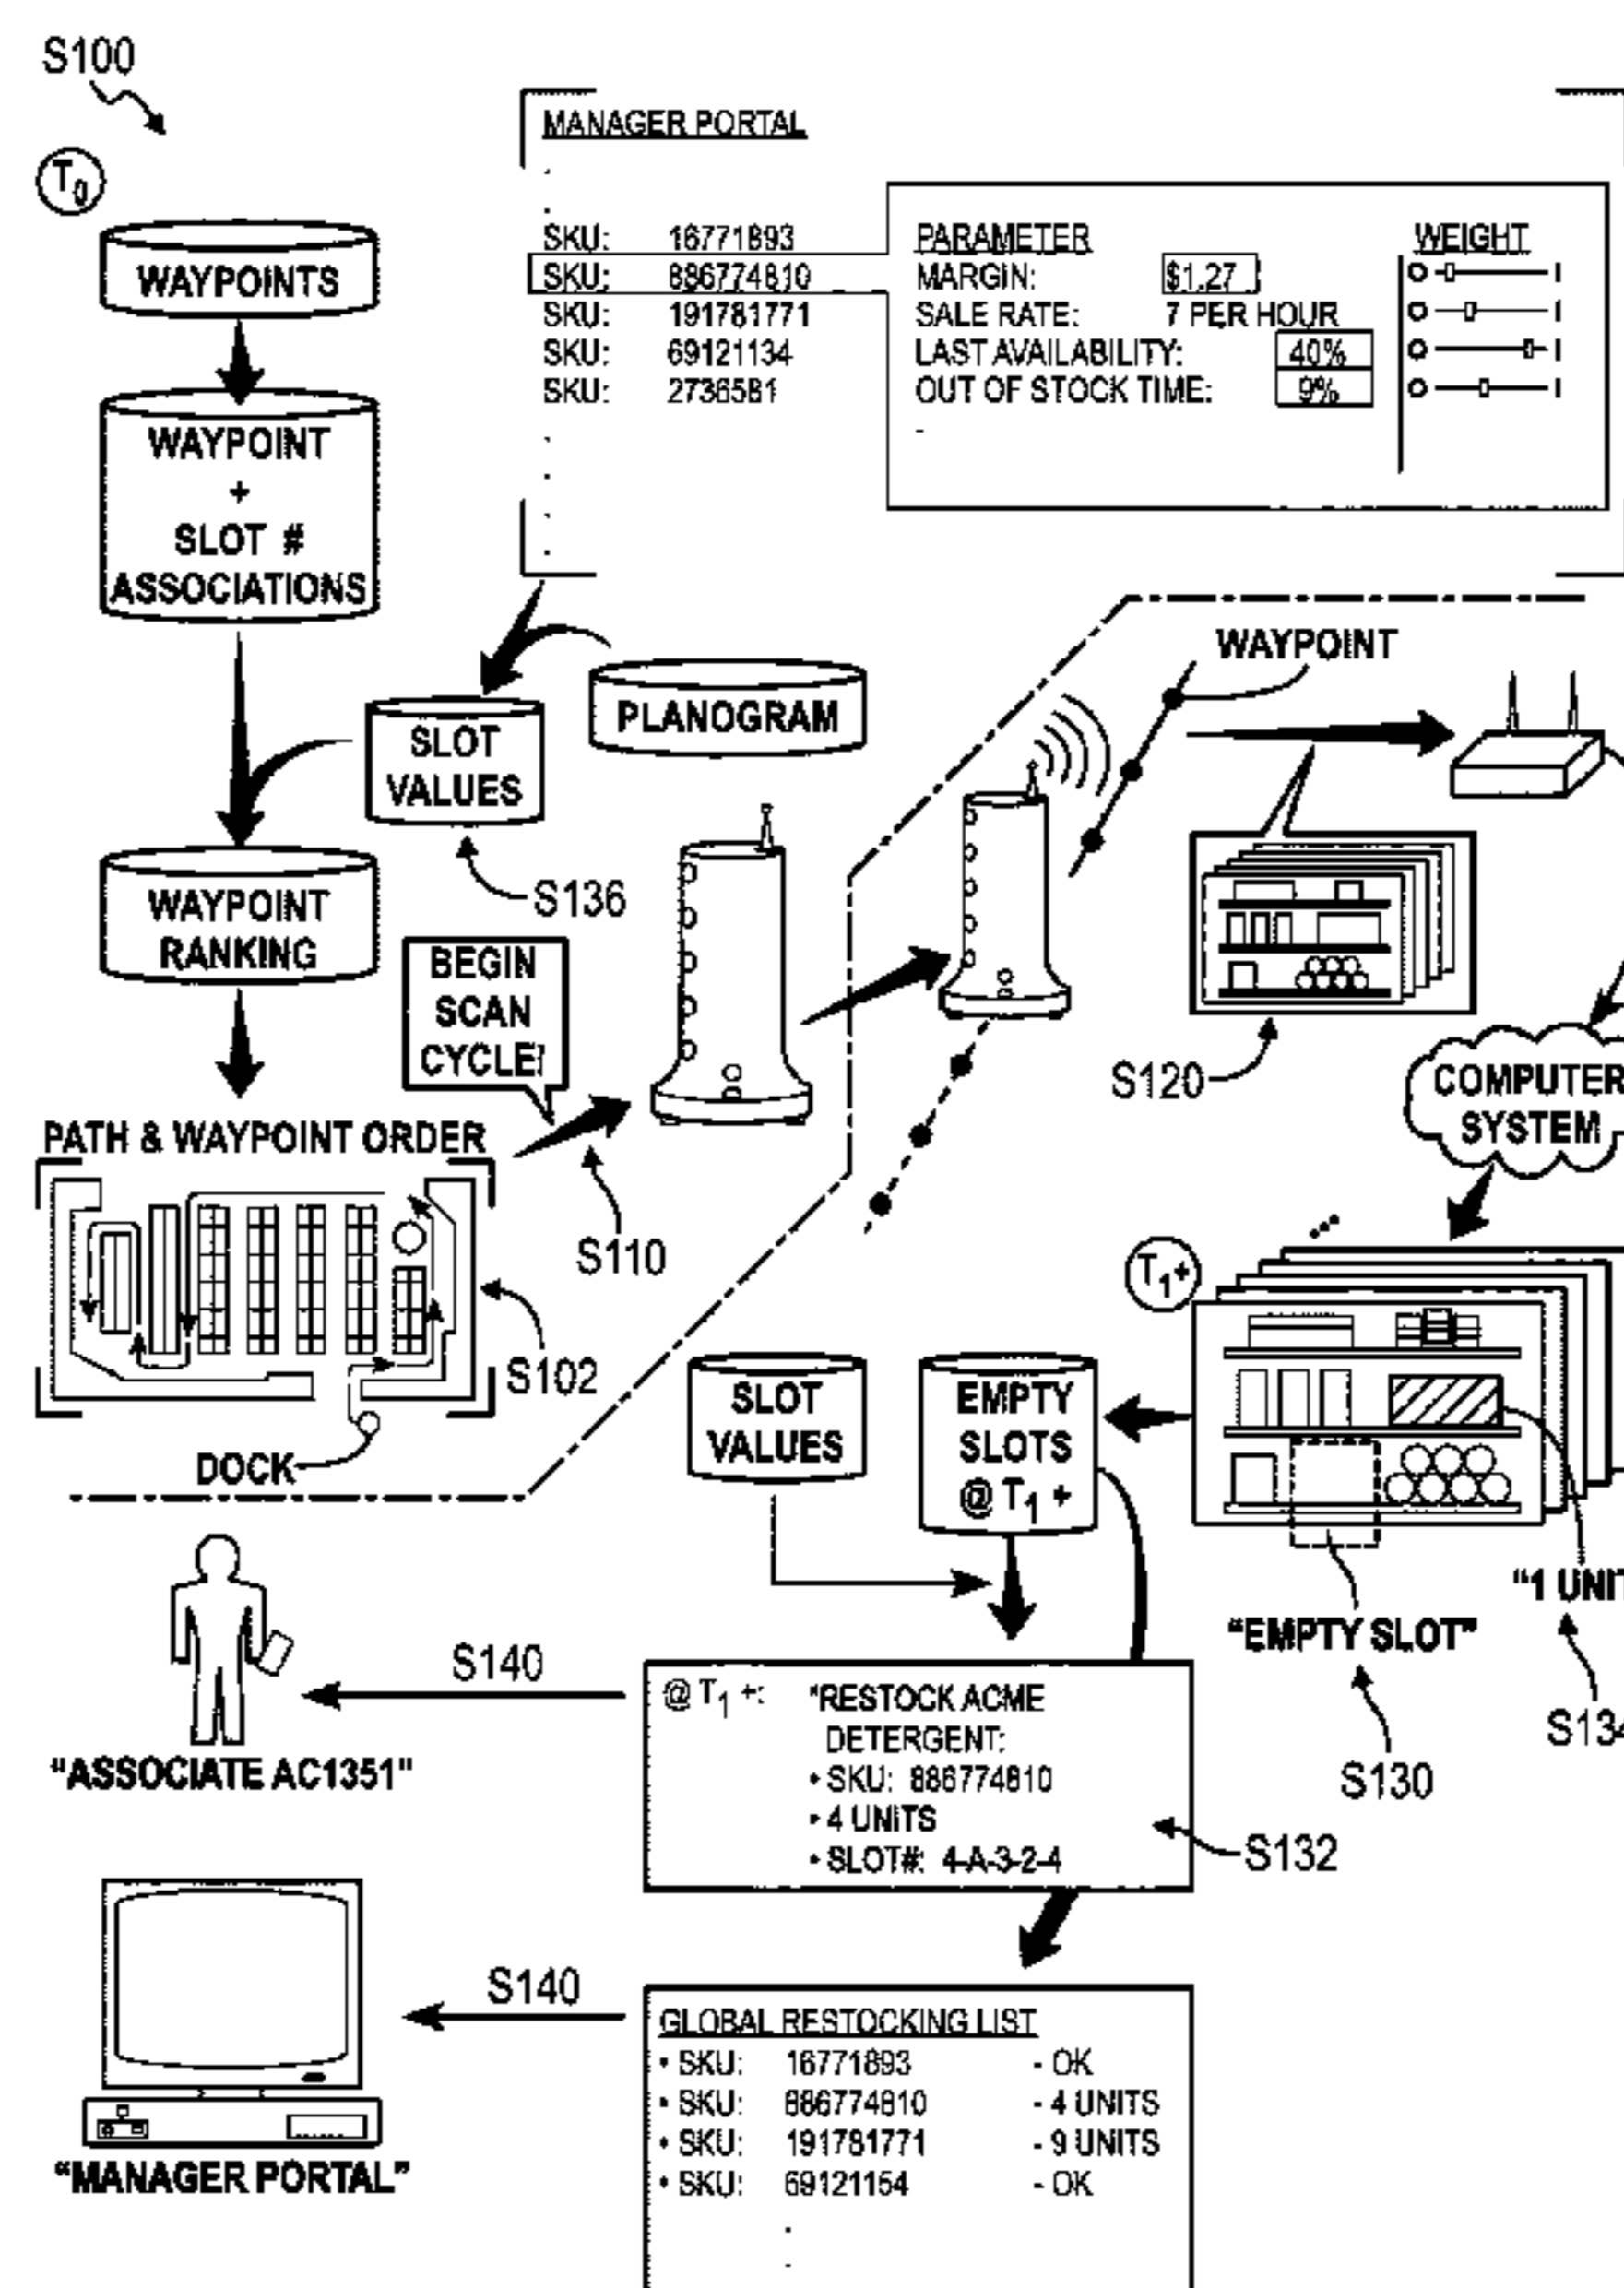 S100
T0
MANAGER PORTAL
SKU: 16771893
SKU: 886774810
SKU: 191781771
SKU: 69121134
SKU: 2736581
PARAMETER WEIGHT
MARGIN: $1.27
SALE RATE: 7 PER HOUR
LAST AVAILABILITY: 40%
OUT OF STOCK TIME: 9%
WAYPOINTS
WAYPOINT
+
SLOT #
ASSOCIATIONS
PLANOGRAM
SLOT
VALUES
S136
WAYPOINT
RANKING
BEGIN
SCAN
CYCLE!
PATH & WAYPOINT ORDER
S110
S102
DOCK
WAYPOINT
S120
COMPUTER
SYSTEM
T1+
SLOT
VALUES
EMPTY
SLOTS
@ T1 +
"1 UNIT
"EMPTY SLOT"
S134
S130
S140
"ASSOCIATE AC1351"
@ T1 +: "RESTOCK ACME
DETERGENT:
• SKU: 886774810
• 4 UNITS
• SLOT#: 4-A-3-2-4
S132
S140
"MANAGER PORTAL"
GLOBAL RESTOCKING LIST
• SKU: 16771893 - OK
• SKU: 886774810 - 4 UNITS
• SKU: 191781771 - 9 UNITS
• SKU: 69121154 - OK